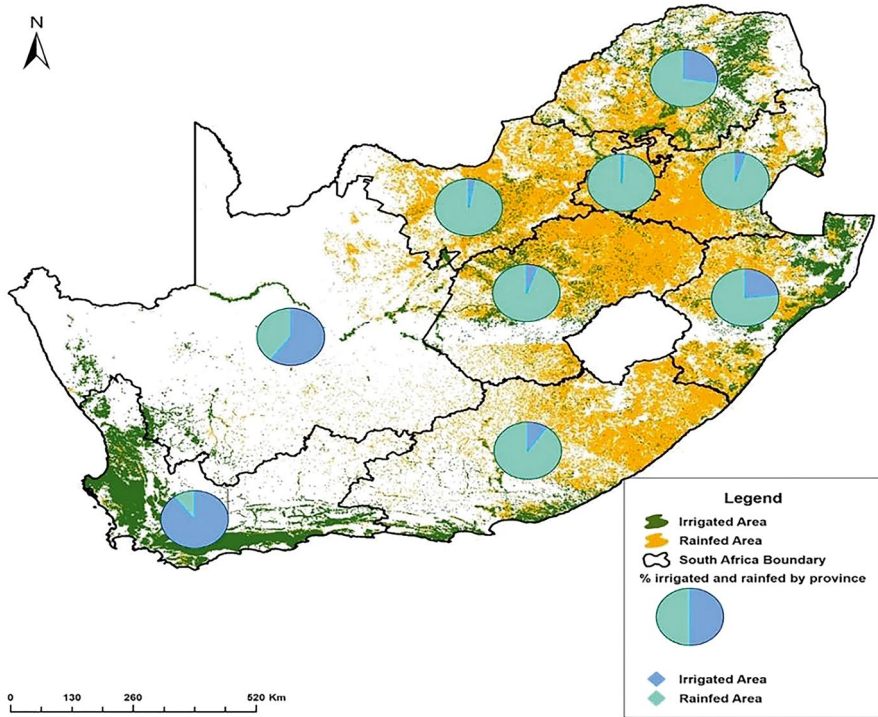 N
Legend
Irrigated Area
Rainfed Area
South Africa Boundary
% irrigated and rainfed by province
Irrigated Area
Rainfed Area
0 130 260 520 Km